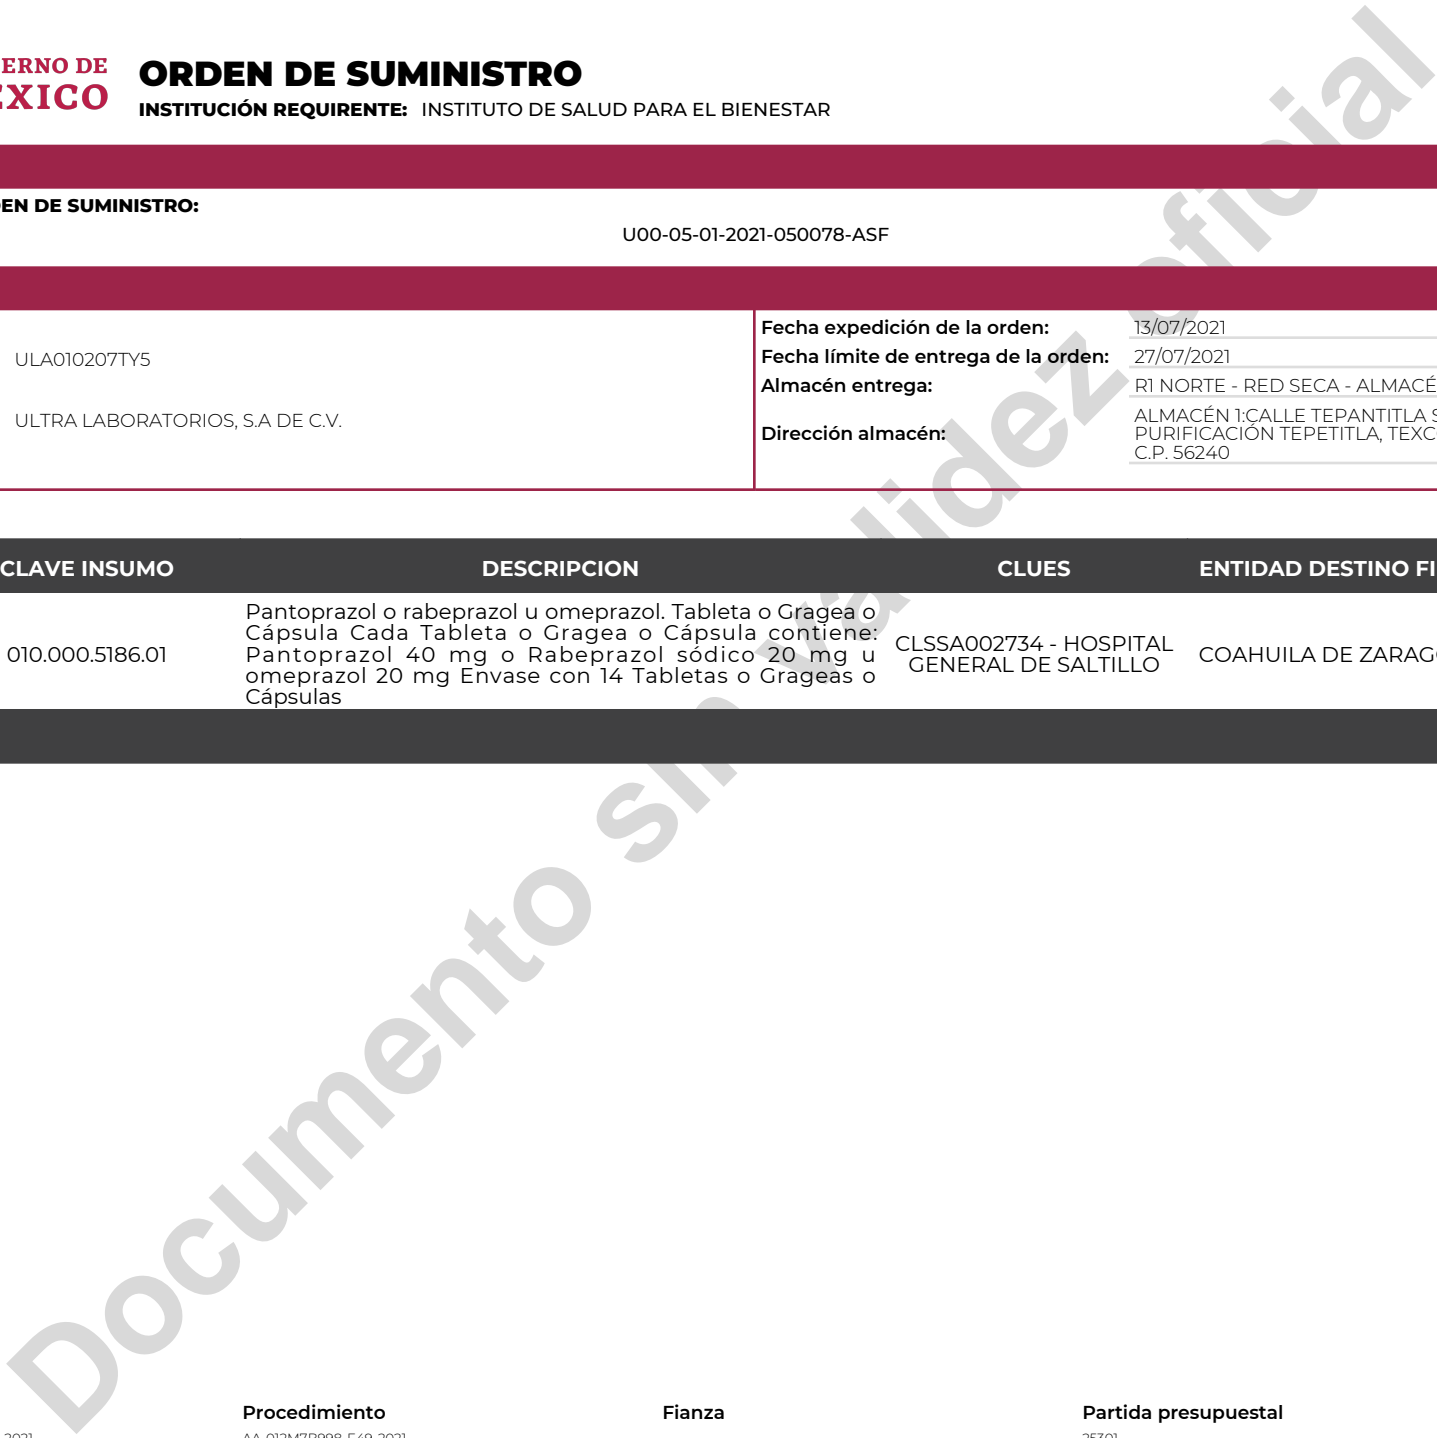 ERNO DE
ORDEN DE SUMINISTRO
INSTITUCIÓN REQUIRENTE: INSTITUTO DE SALUD PARA EL BIENESTAR
EN DE SUMINISTRO:
U00-05-01-2021-050078-ASF
ULA010207TY5
ULTRA LABORATORIOS, S.A DE C.V.
Fecha expedición de la orden: 13/07/2021
Fecha límite de entrega de la orden: 27/07/2021
Almacén entrega: R1 NORTE - RED SECA - ALMACÉ
Dirección almacén: ALMACÉN 1:CALLE TEPANTITLA S
PURIFICACIÓN TEPETITLA, TEXC
C.P. 56240
CLAVE INSUMO DESCRIPCION CLUES ENTIDAD DESTINO FI
010.000.5186.01
Pantoprazol o rabeprazol u omeprazol. Tableta o Gragea o
Cápsula Cada Tableta o Gragea o Cápsula contiene:
Pantoprazol 40 mg o Rabeprazol sódico 20 mg u
omeprazol 20 mg Envase con 14 Tabletas o Grageas o
Cápsulas
CLSSA002734 - HOSPITAL
GENERAL DE SALTILLO
COAHUILA DE ZARAG
Documento sin validez oficial
Procedimiento Fianza Partida presupuestal